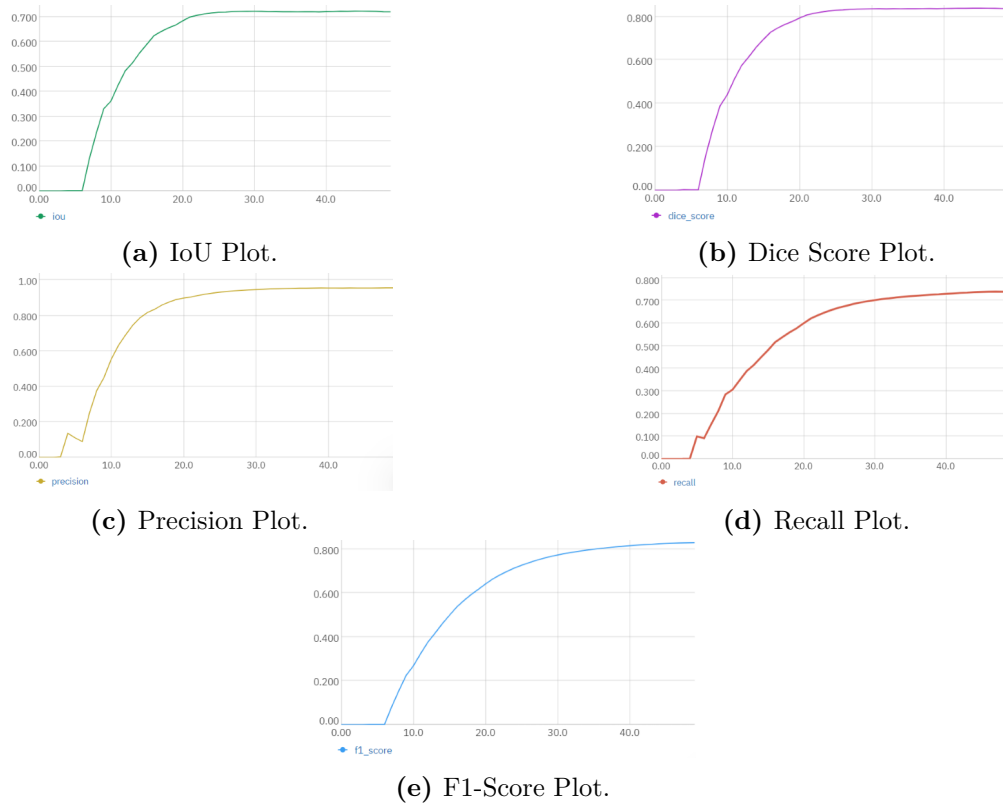 0.700
0.600
0.500
0.400
0.300
0.200
0.100
0.00
0.00 10.0 20.0 30.0 40.0
iou
(a) IoU Plot.
0.800
0.600
0.400
0.200
0.00
0.00 10.0 20.0 30.0 40.0
dice_score
(b) Dice Score Plot.
1.00
0.800
0.600
0.400
0.200
0.00
0.00 10.0 20.0 30.0 40.0
precision
(c) Precision Plot.
0.800
0.700
0.600
0.500
0.400
0.300
0.200
0.100
0.00
0.00 10.0 20.0 30.0 40.0
recall
(d) Recall Plot.
0.800
0.600
0.400
0.200
0.00
0.00 10.0 20.0 30.0 40.0
f1_score
(e) F1-Score Plot.